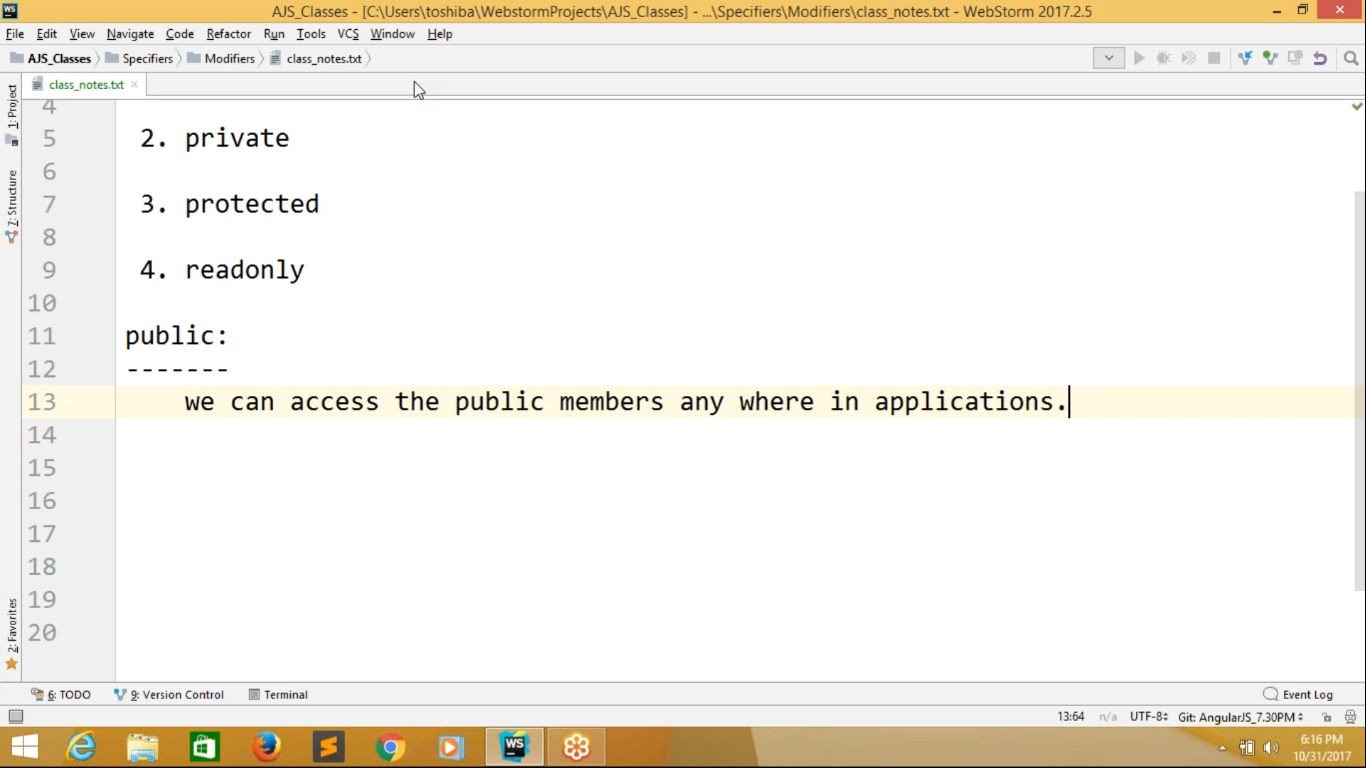 WS
AJS_Classes - [C:\Users\toshiba\WebstormProjects\AJS_Classes] - ...\Specifiers\Modifiers\class_notes.txt - WebStorm 2017.2.5
File Edit View Navigate Code Refactor Run Tools VCS Window Help
AJS_Classes Specifiers Modifiers class_notes.txt
class_notes.txt
1: Project
Z: Structure
2: Favorites
4
5 2. private
6
7 3. protected
8
9 4. readonly
10
11 public:
12 -------
13 we can access the public members any where in applications.
14
15
16
17
18
19
20
6: TODO 9: Version Control Terminal Event Log
13:64 n/a UTF-8 Git: AngularJS_7.30PM
WS
6:16 PM
10/31/2017